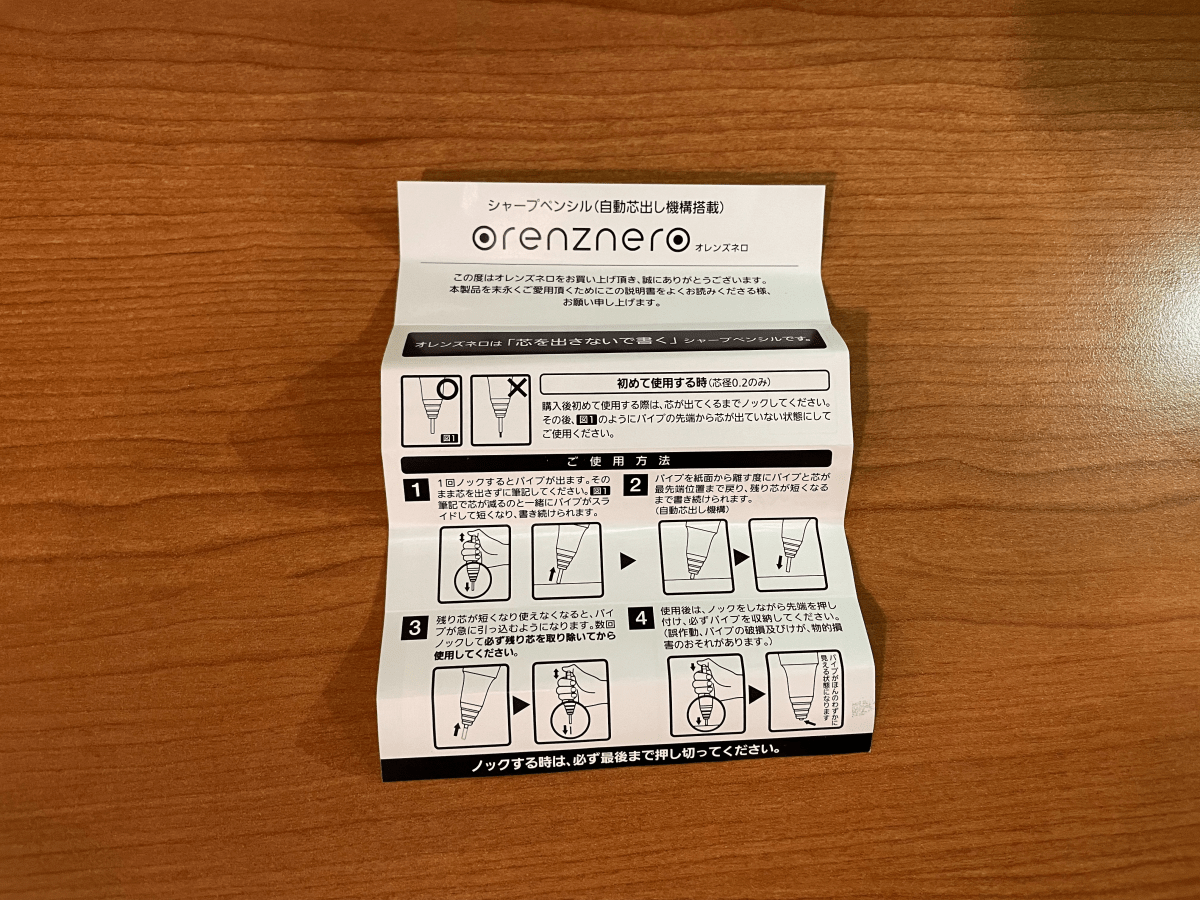 シャープペンシル(自動芯出し機構搭載)
orenznero オレンズネロ
この度はオレンズネロをお買い上げ頂き、誠にありがとうございます。
本製品を末永くご愛用頂くためにこの説明書をよくお読みくださる様、
お願い申し上げます。
オレンズネロは「芯を出さないで書く」シャープペンシルです。
図1
初めて使用する時(芯径0.2のみ)
購入後初めて使用する際は、芯が出てくるまでノックしてください。
その後、図1のようにパイプの先端から芯が出ていない状態にして
ご使用ください。
ご使用方法
1
1回ノックするとパイプが出ます。その
まま芯を出さずに筆記してください。図1
筆記で芯が減るのと一緒にパイプがスラ
イドして短くなり、書き続けられます。
2
パイプを紙面から離す度にパイプと芯が
最先端位置まで戻り、残り芯が短くなる
まで書き続けられます。
(自動芯出し機構)
3
残り芯が短くなり使えなくなると、パイ
プが急に引っ込むようになります。数回
ノックして必ず残り芯を取り除いてから
使用してください。
4
使用後は、ノックをしながら先端を押し
付け、必ずパイプを収納してください。
(誤作動、パイプの破損及びけが、物的損
害のおそれがあります。)
パイプがほんのわずかに
見える状態になります
ノックする時は、必ず最後まで押し切ってください。